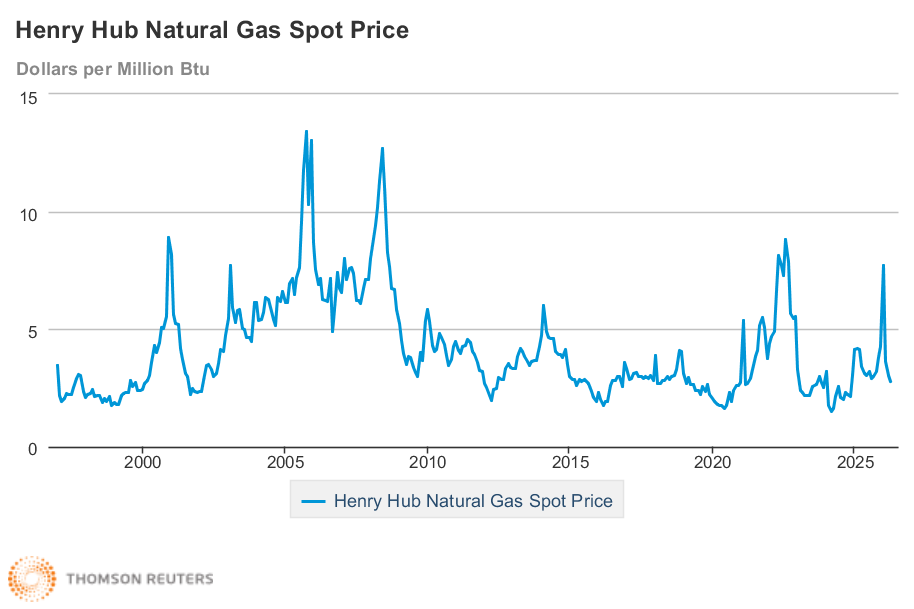 Henry Hub Natural Gas Spot Price
Dollars per Million Btu
15
10
5
0
2000 2005 2010 2015 2020 2025
Henry Hub Natural Gas Spot Price
THOMSON REUTERS